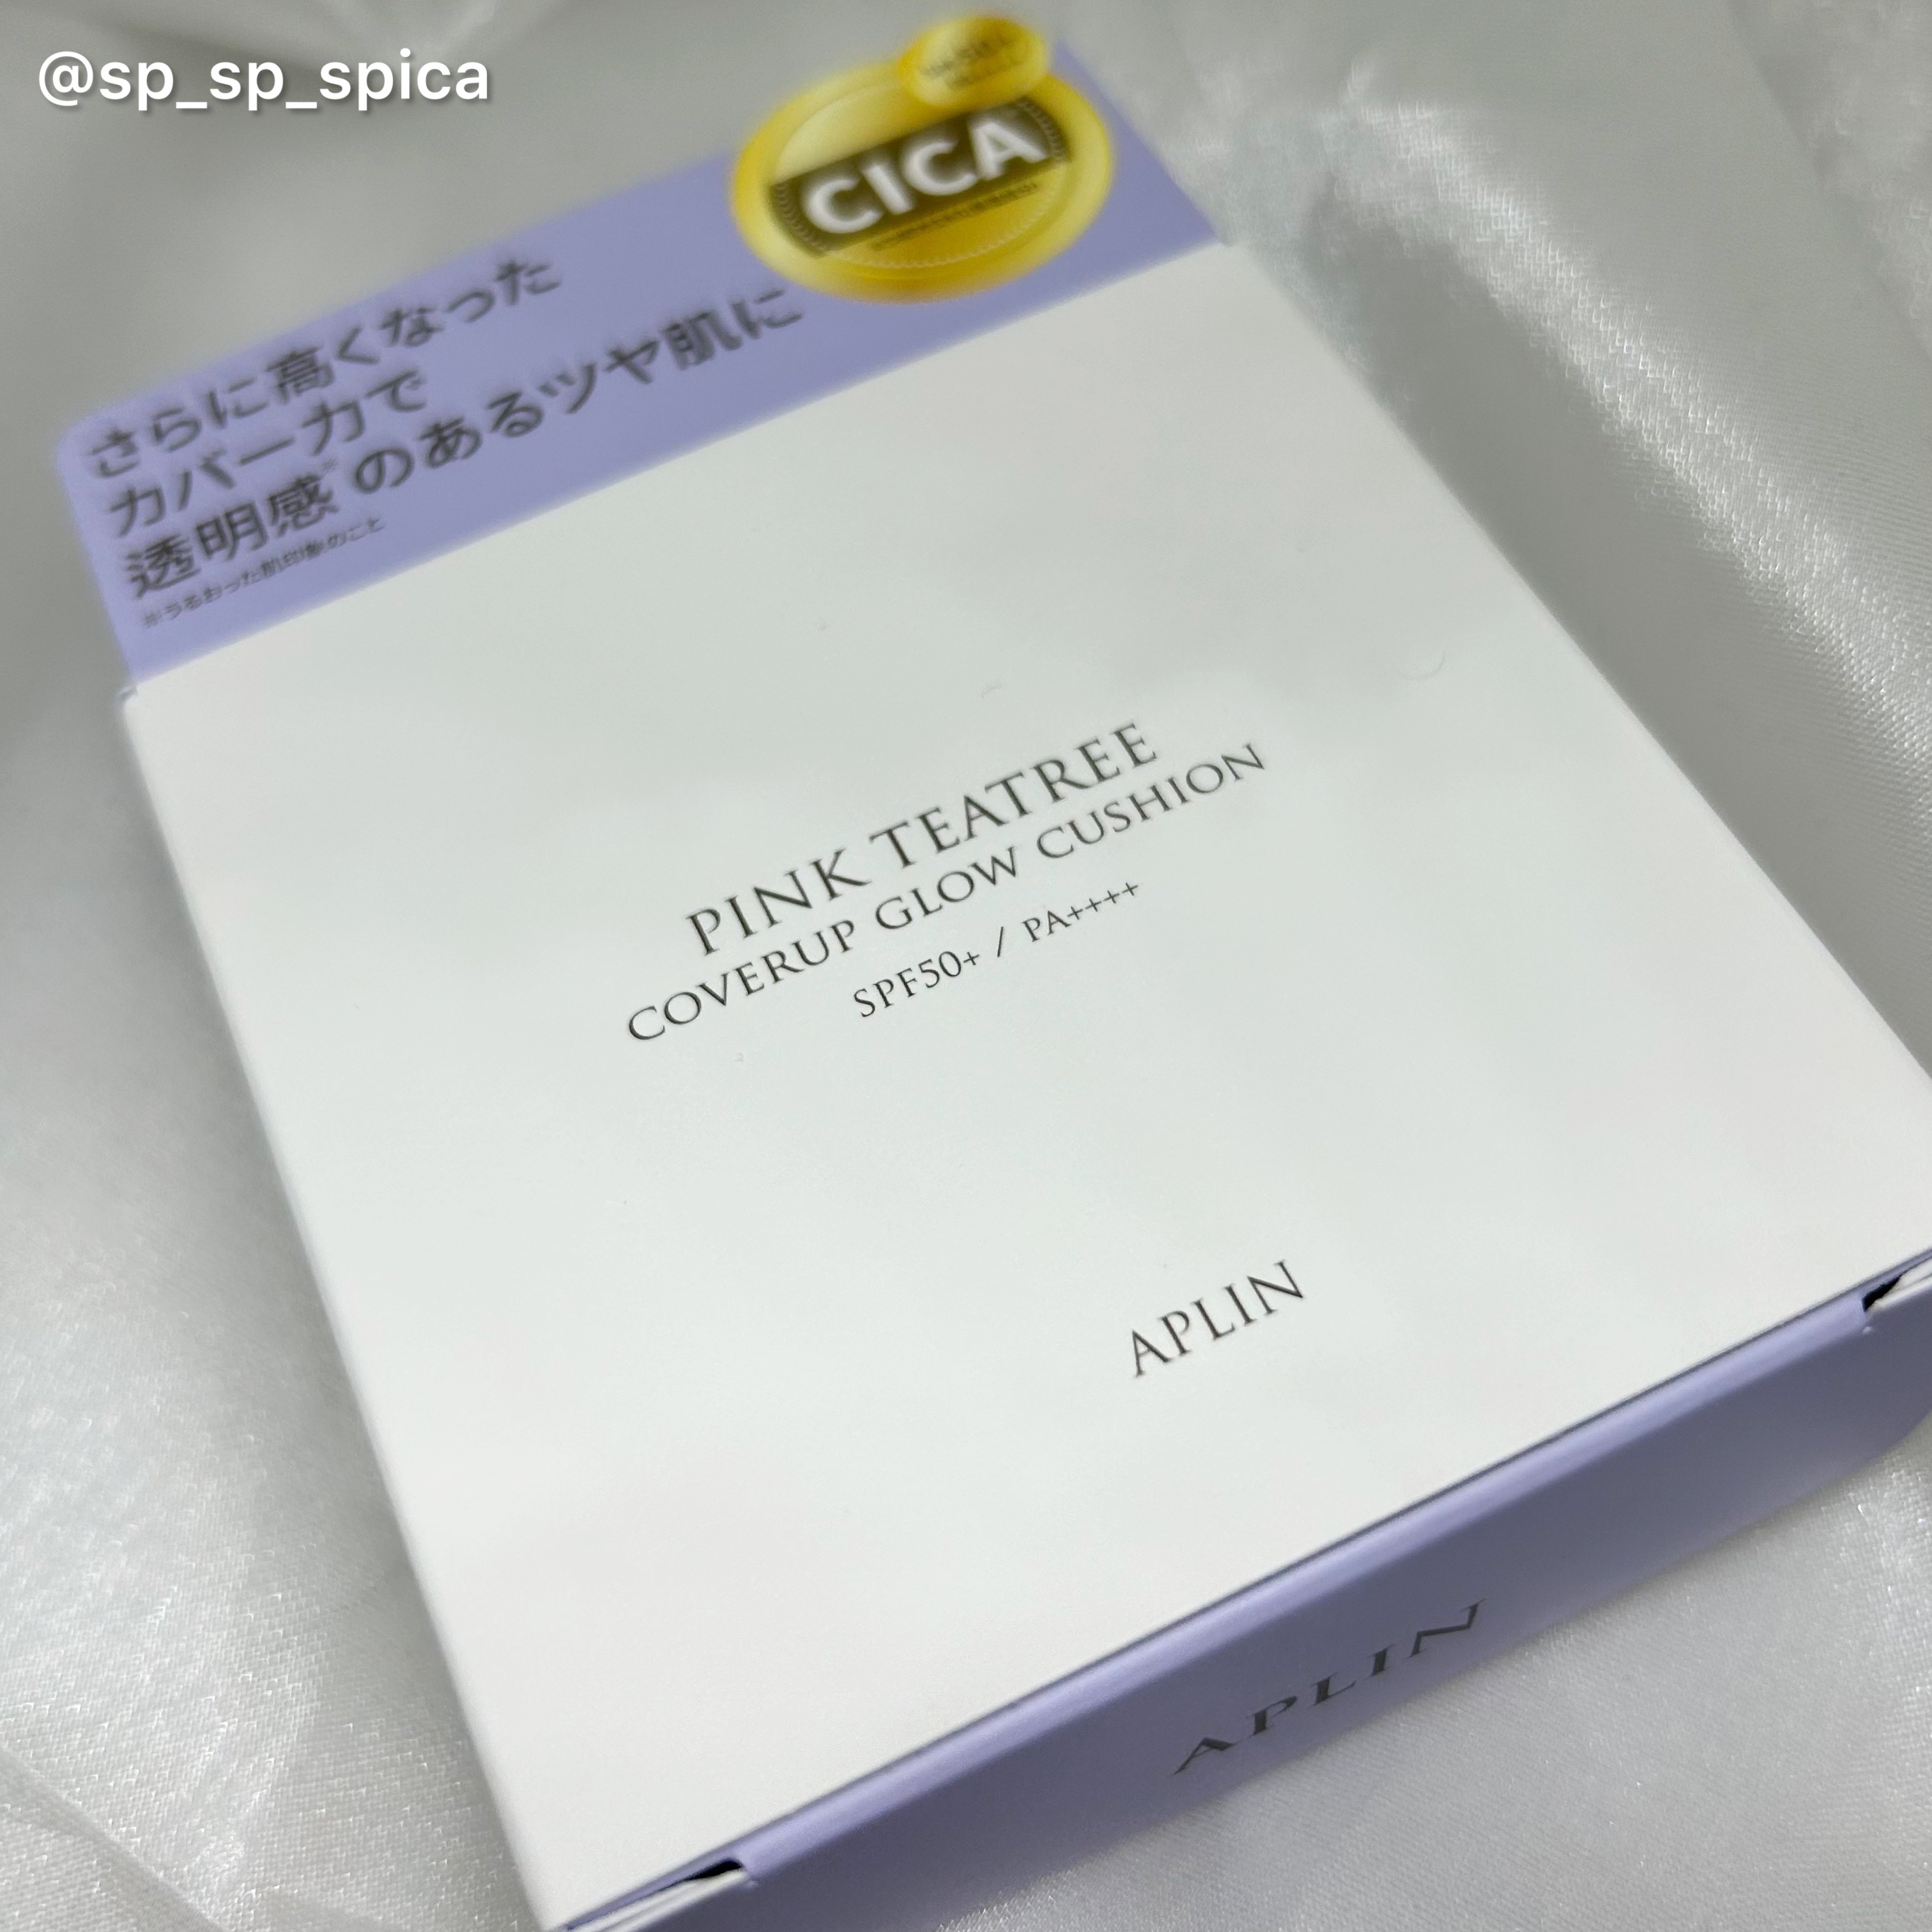 @sp_sp_spica
CICA
さらに高くなった
カバー力で
透明感※のあるツヤ肌に
※うるおった肌印象のこと
PINK TEATREE
COVERUP GLOW CUSHION
SPF50+ / PA++++
APLIN
APLIN